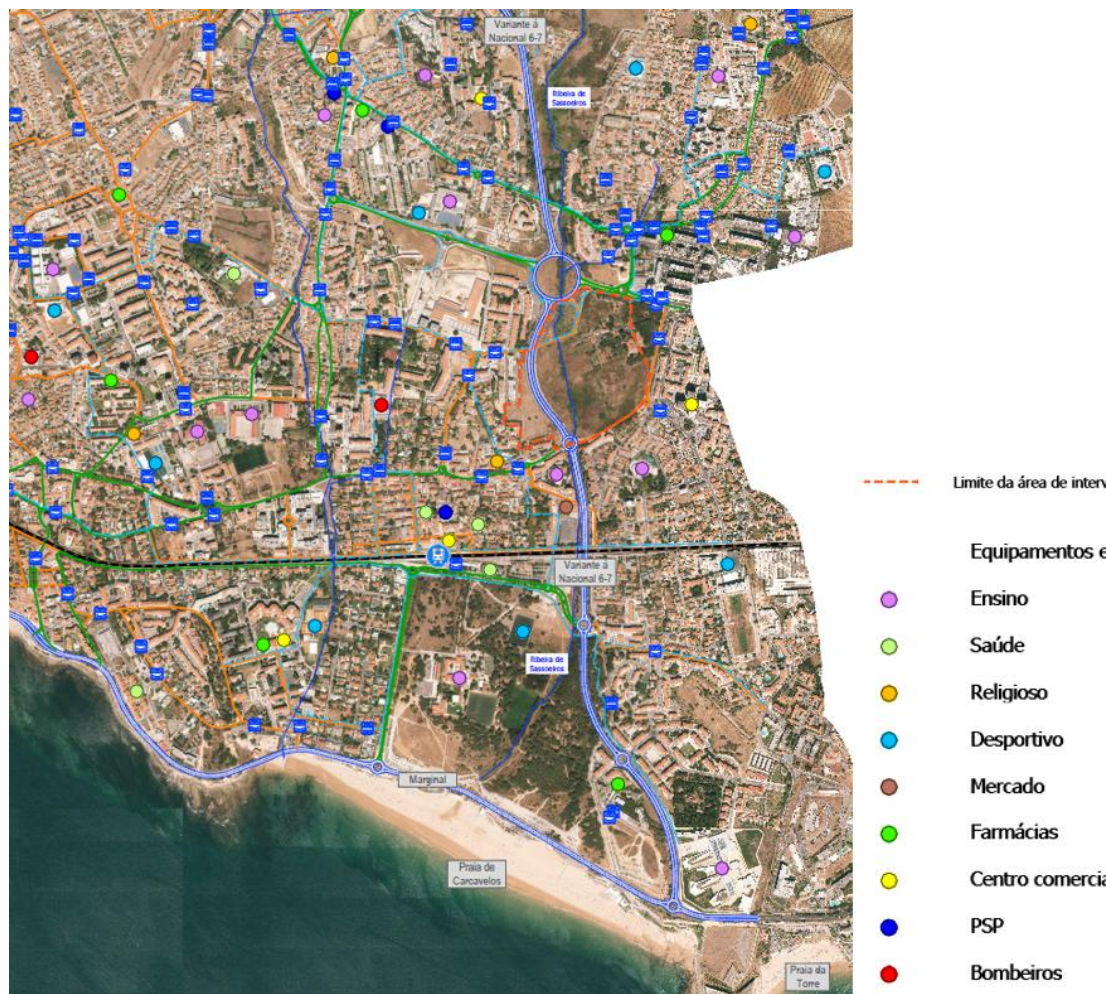 Variante á
Nacional 6-7
Ribeira de
Sassoeiros
Variante á
Nacional 6-7
Ribeira de
Sassoeiros
Marginal
Praia de
Carcavelos
Praia da
Torre
Limite da área de interv
Equipamentos e
Ensino
Saúde
Religioso
Desportivo
Mercado
Farmácias
Centro comercia
PSP
Bombeiros